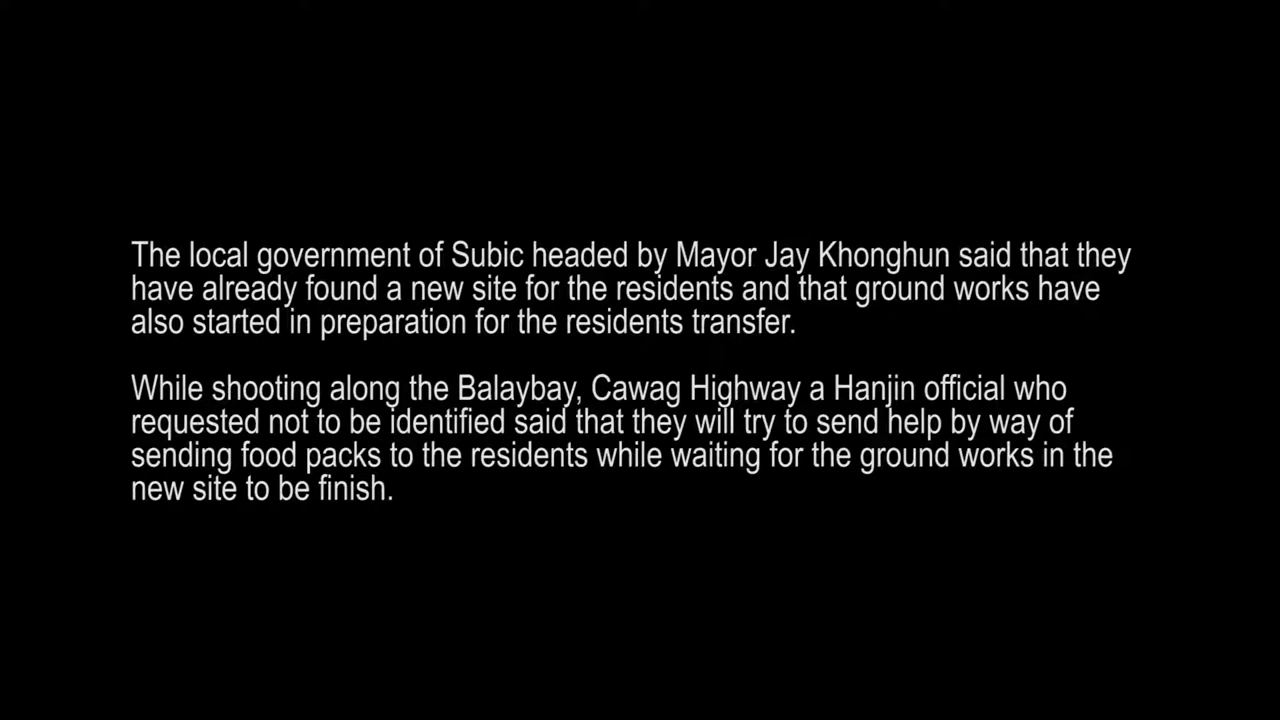 The local government of Subic headed by Mayor Jay Khonghun said that they
have already found a new site for the residents and that ground works have
also started in preparation for the residents transfer.
While shooting along the Balaybay, Cawag Highway a Hanjin official who
requested not to be identified said that they will try to send help by way of
sending food packs to the residents while waiting for the ground works in the
new site to be finish.